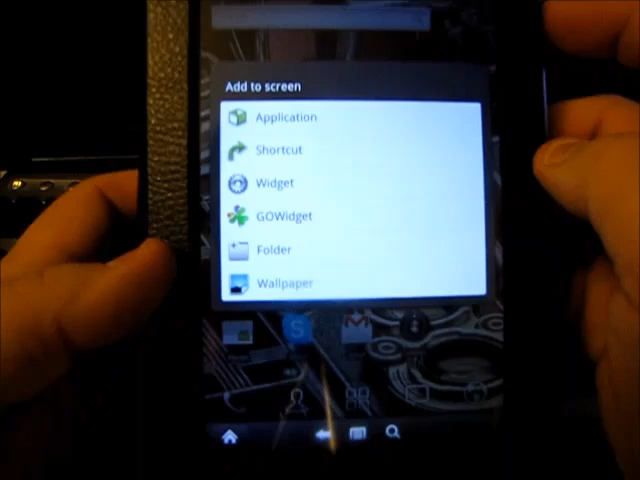 Add to screen
Application
Shortcut
Widget
GOWidget
Folder
Wallpaper